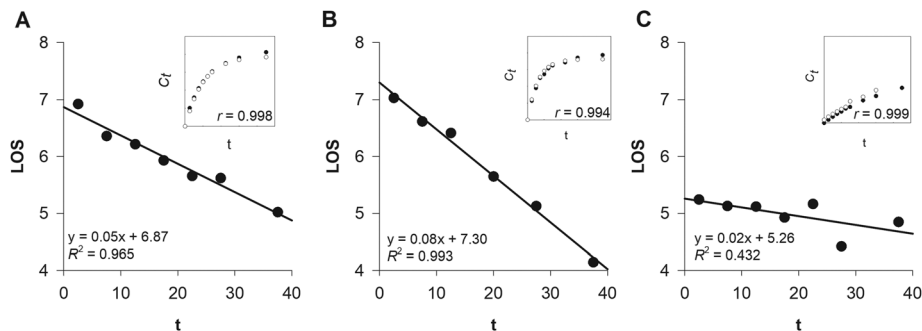 A
8
7
6
5
4
LOS
Ct
r = 0.998
t
y = 0.05x + 6.87
R2 = 0.965
0
10
20
30
40
t
B
8
7
6
5
4
LOS
Ct
r = 0.994
t
y = 0.08x + 7.30
R2 = 0.993
0
10
20
30
40
t
C
8
7
6
5
4
LOS
Ct
r = 0.999
t
y = 0.02x + 5.26
R2 = 0.432
0
10
20
30
40
t